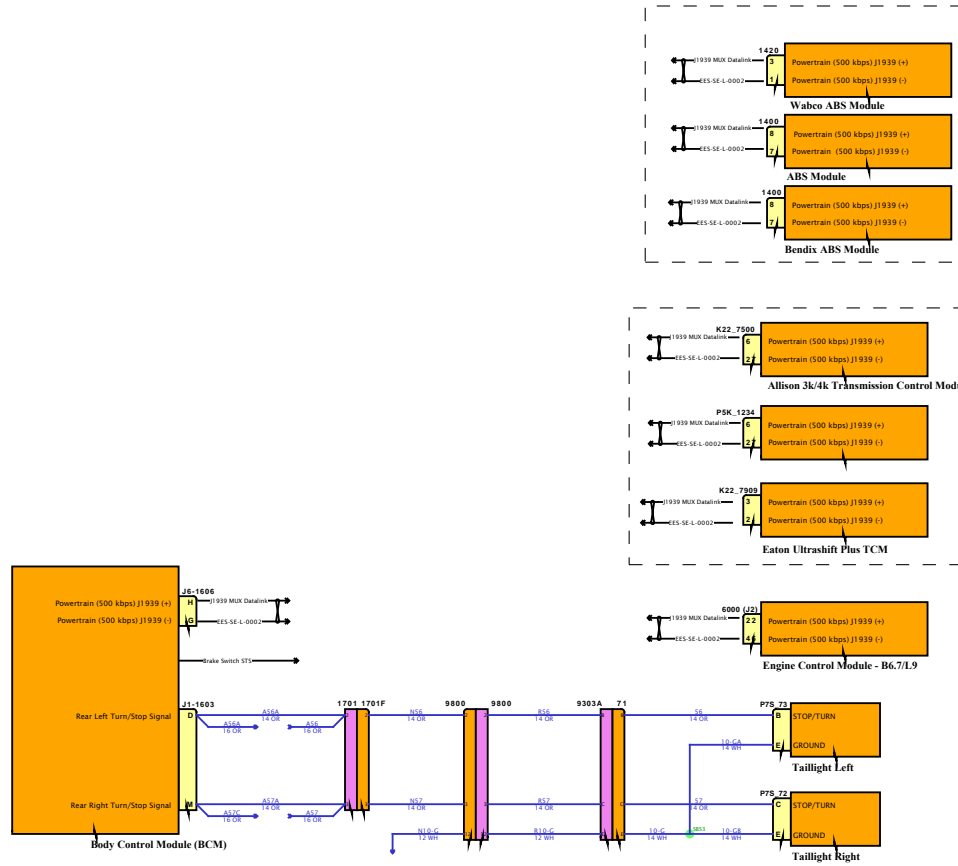 1420
J1939 MUX Datalink
3
Powertrain (500 kbps) J1939 (+)
EES-SE-L-0002
1
Powertrain (500 kbps) J1939 (-)
Wabco ABS Module
1400
J1939 MUX Datalink
8
Powertrain (500 kbps) J1939 (+)
EES-SE-L-0002
7
Powertrain (500 kbps) J1939 (-)
ABS Module
1400
J1939 MUX Datalink
8
Powertrain (500 kbps) J1939 (+)
EES-SE-L-0002
7
Powertrain (500 kbps) J1939 (-)
Bendix ABS Module
K22_7500
J1939 MUX Datalink
6
Powertrain (500 kbps) J1939 (+)
EES-SE-L-0002
Powertrain (500 kbps) J1939 (-)
Allison 3k/4k Transmission Control Modu
P5K_1234
J1939 MUX Datalink
6
Powertrain (500 kbps) J1939 (+)
EES-SE-L-0002
Powertrain (500 kbps) J1939 (-)
K22_7909
J1939 MUX Datalink
3
Powertrain (500 kbps) J1939 (+)
EES-SE-L-0002
2
Powertrain (500 kbps) J1939 (-)
Eaton Ultrashift Plus TCM
J6-1606
Powertrain (500 kbps) J1939 (+)
H
J1939 MUX Datalink
Powertrain (500 kbps) J1939 (-)
G
EES-SE-L-0002
6000 (J2)
J1939 MUX Datalink
22
Powertrain (500 kbps) J1939 (+)
EES-SE-L-0002
Powertrain (500 kbps) J1939 (-)
Engine Control Module - B6.7/L9
Brake Switch STS
J1-1603
1701 1701F
9800 9800
9303A 71
P7S_73
Rear Left Turn/Stop Signal
D
A56A
14 OR
A56A
16 OR
A56
16 OR
N56
14 OR
R56
14 OR
56
14 OR
B
STOP/TURN
10-GA
14 WH
E
GROUND
Taillight Left
P7S_72
Rear Right Turn/Stop Signal
M
A57A
14 OR
A57C
16 OR
A57
16 OR
N57
14 OR
R57
14 OR
57
14 OR
C
STOP/TURN
N10-G
12 WH
R10-G
12 WH
10-G
14 WH
10-GB
14 WH
E
GROUND
Body Control Module (BCM)
Taillight Right